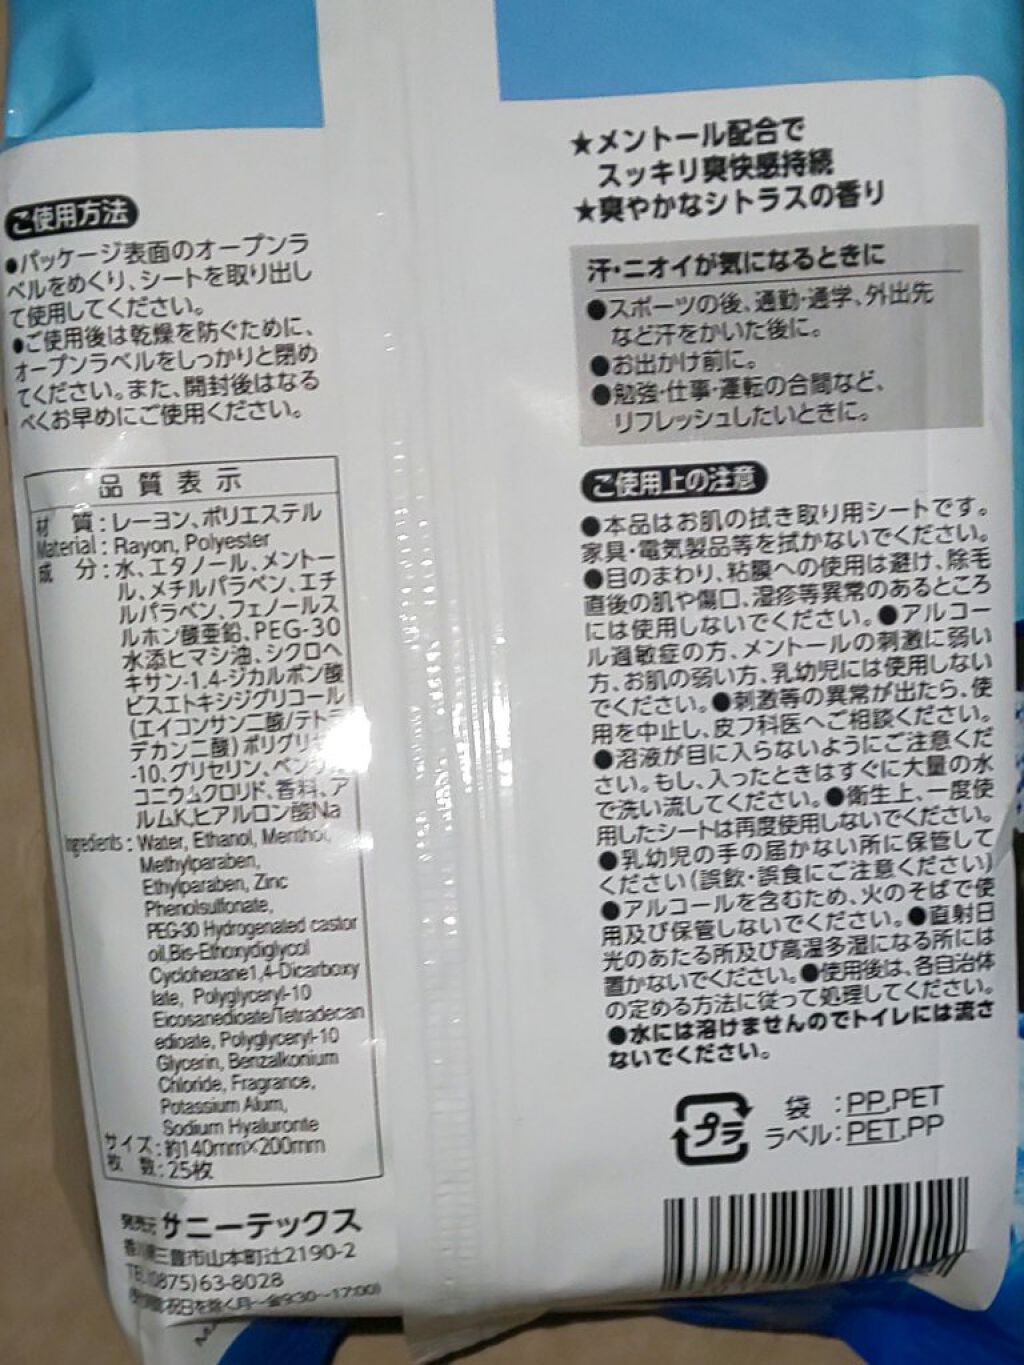 ご使用方法
●パッケージ表面のオープンラ
ベルをめくり、シートを取り出し
て使用してください。
●ご使用後は乾燥を防ぐために、
オープンラベルをしっかりと閉め
てください。また、開封後はなる
べくお早めにご使用ください。
品質表示
材 質:レーヨン、ポリエステル
Material : Rayon, Polyester
成 分:水、エタノール、メントー
ル、メチルパラベン、エチ
ルパラベン、フェノールス
ルホン酸亜鉛、PEG-30
水添ヒマシ油、シクロヘ
キサン-1,4-ジカルボン酸
ビスエトキシジグリコール
(エイコサン二酸/テトラ
デカン二酸)ポリグリ
-10、グリセリン、ベンザ
コニウムクロリド、香料、ア
ルムK、ヒアルロン酸Na
Ingredients : Water, Ethanol, Menthol,
Methylparaben,
Ethylparaben, Zinc
Phenolsulfonate,
PEG-30 Hydrogenated castor
oil,Bis-Ethoxydiglycol
Cyclohexane1,4-Dicarboxy
late, Polyglyceryl-10
Eicosanedioate/Tetradecan
edioate, Polyglyceryl-10
Glycerin, Benzalkonium
Chloride, Fragrance,
Potassium Alum,
Sodium Hyaluronte
サイズ:約140mm×200mm
枚 数:25枚
発売元 サニーテックス
香川県三豊市山本町辻2190-2
TEL(0875)63-8028
祝日を除く月～金9:30～17:00)
★メントール配合で
スッキリ爽快感持続
★爽やかなシトラスの香り
汗・ニオイが気になるときに
●スポーツの後、通勤・通学、外出先
など汗をかいた後に。
●お出かけ前に。
●勉強・仕事・運転の合間など、
リフレッシュしたいときに。
ご使用上の注意
●本品はお肌の拭き取り用シートです。
家具・電気製品等を拭かないでください。
●目のまわり、粘膜への使用は避け、除毛
直後の肌や傷口、湿疹等異常のあるところ
には使用しないでください。●アルコー
ル過敏症の方、メントールの刺激に弱い
方、お肌の弱い方、乳幼児には使用しない
でください。●刺激等の異常が出たら、使
用を中止し、皮フ科医へご相談ください。
●溶液が目に入らないようにご注意くだ
さい。もし、入ったときはすぐに大量の水
で洗い流してください。●衛生上、一度使
用したシートは再度使用しないでください。
●乳幼児の手の届かない所に保管して
ください(誤飲・誤食にご注意ください)
●アルコールを含むため、火のそばで使
用及び保管しないでください。●直射日
光のあたる所及び高温多湿になる所には
置かないでください。●使用後は、各自治体
の定める方法に従って処理してください。
●水には溶けませんのでトイレには流さ
ないでください。
プラ
袋 :PP,PET
ラベル:PET,PP